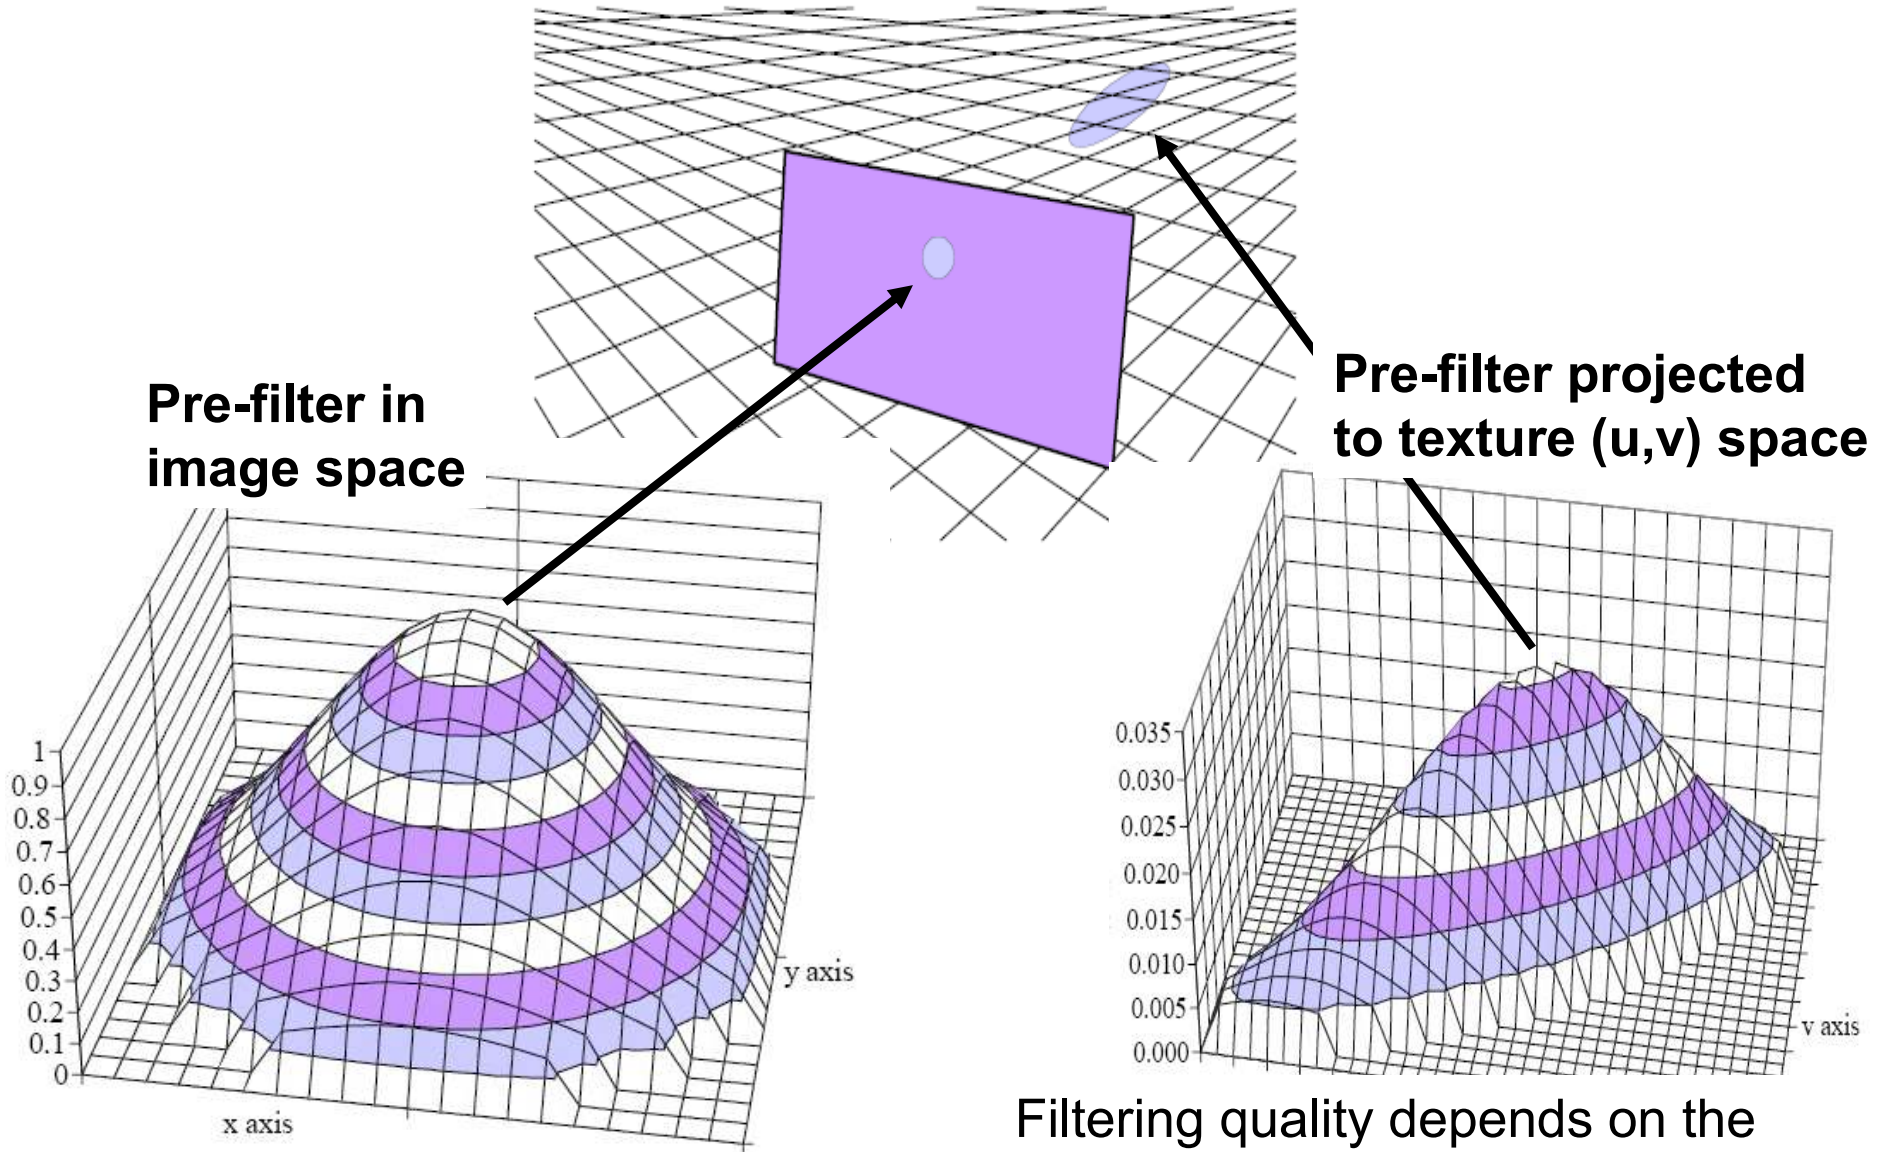 Pre-filter in
image space
Pre-filter projected
to texture (u,v) space
1
0.9
0.8
0.7
0.6
0.5
0.4
0.3
0.2
0.1
0
x axis
y axis
0.035
0.030
0.025
0.020
0.015
0.010
0.005
0.000
v axis
Filtering quality depends on the